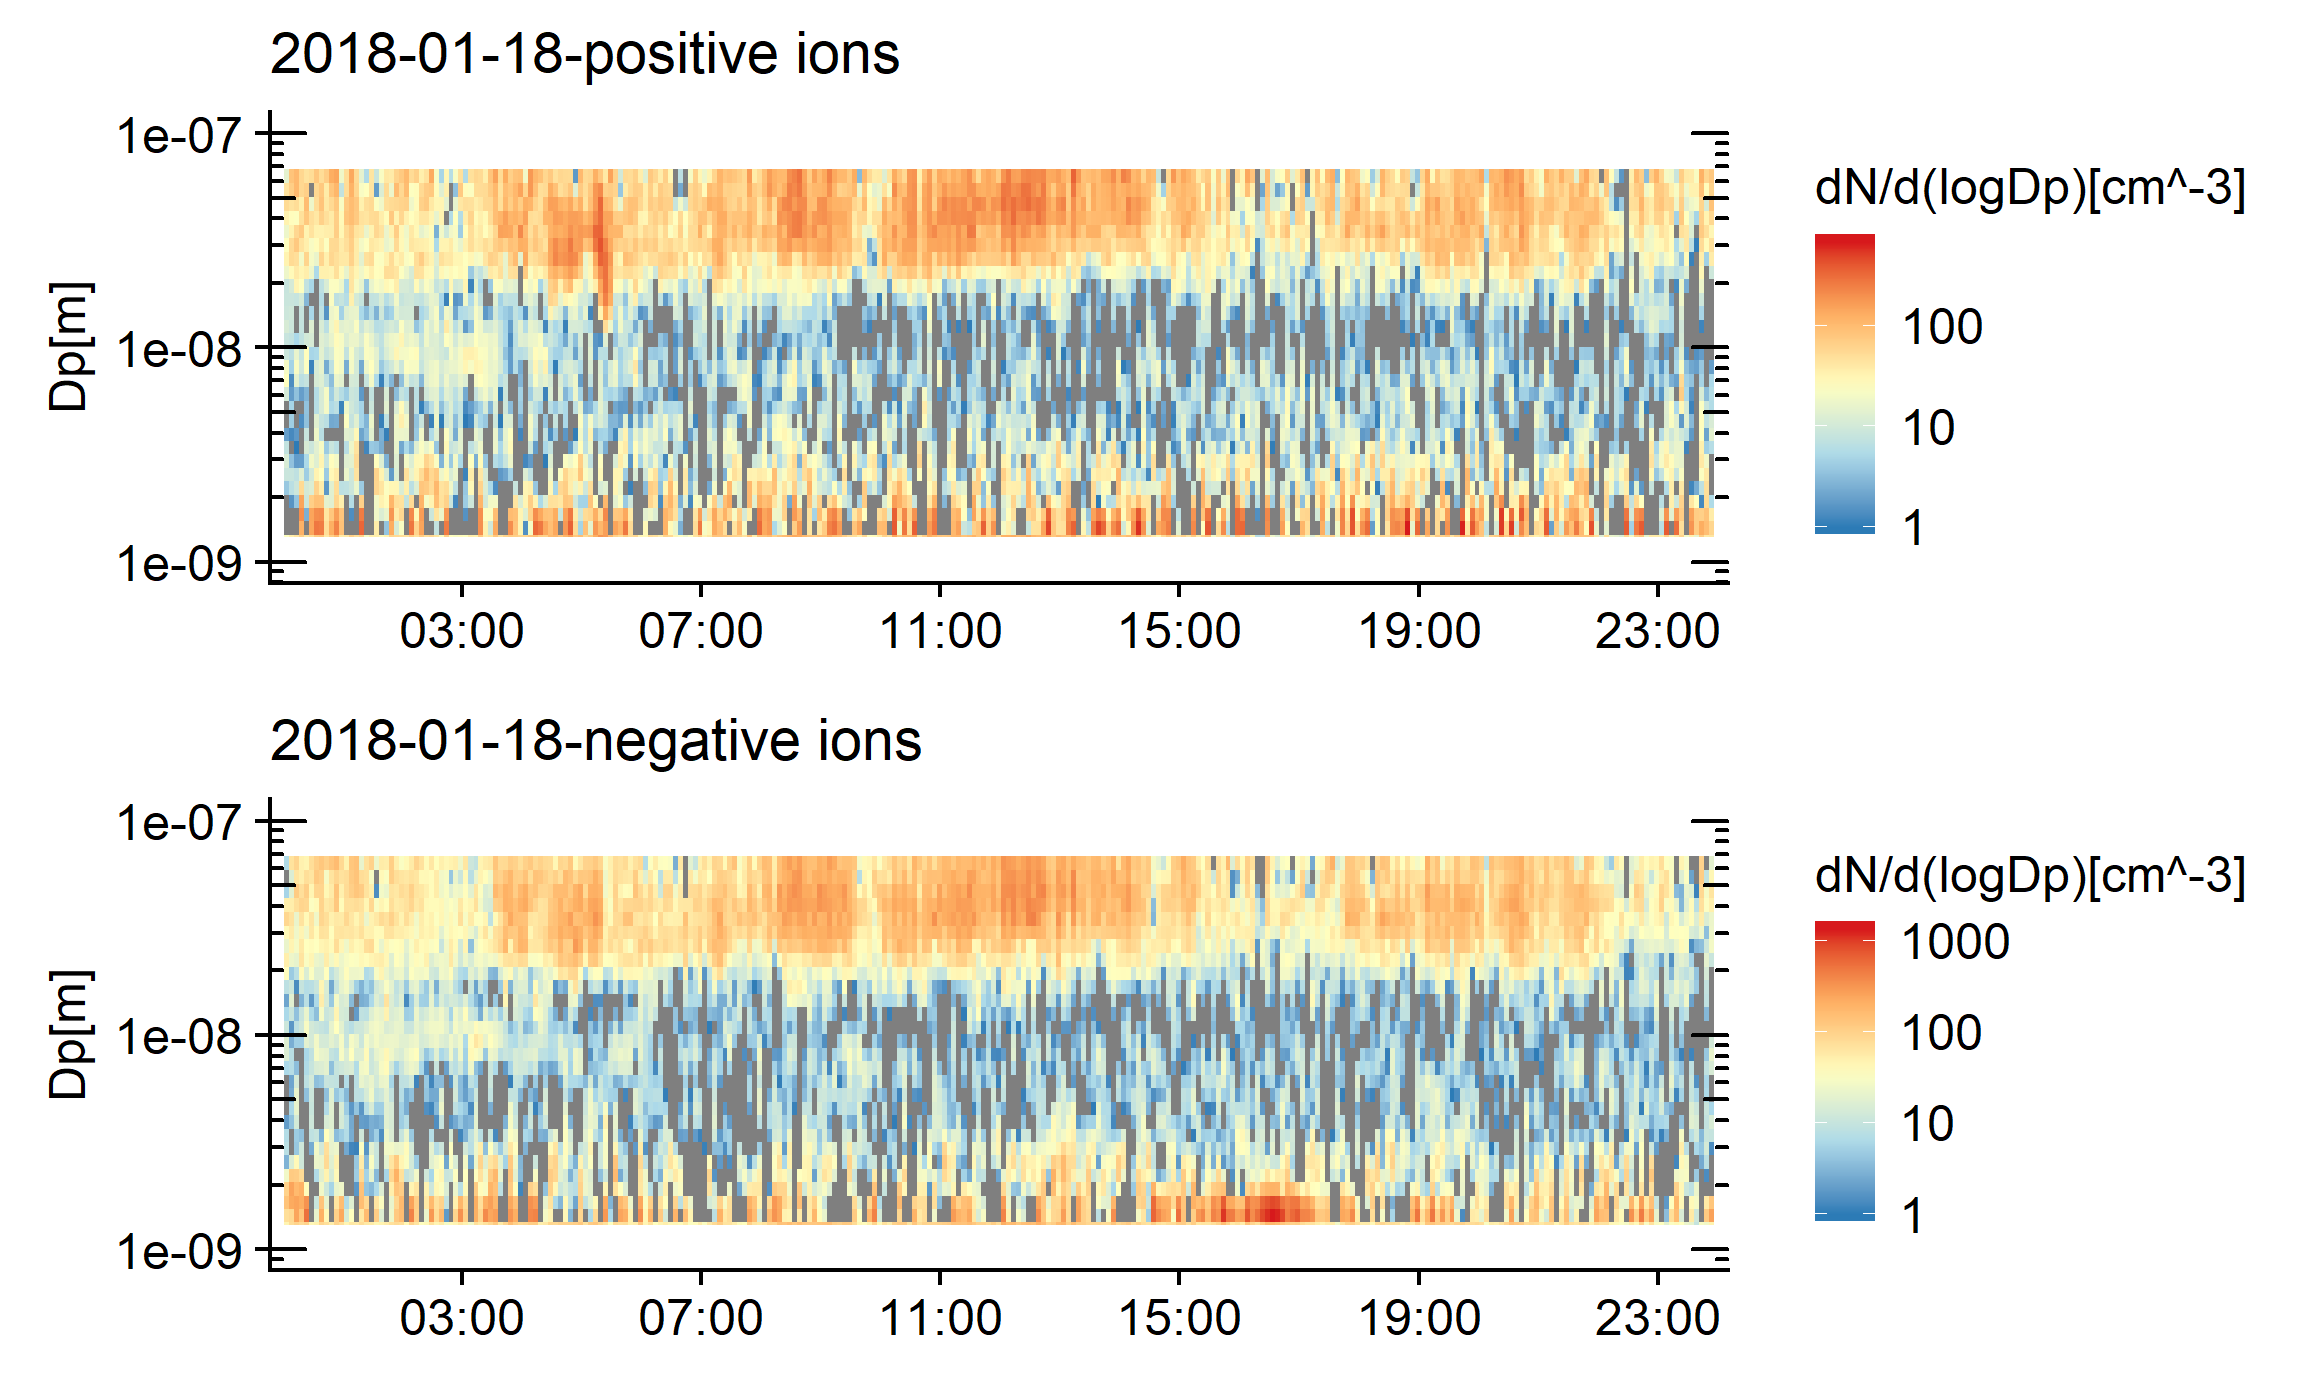 2018-01-18-positive ions
1e-07
1e-08
1e-09
Dp[m]
03:00 07:00 11:00 15:00 19:00 23:00
dN/d(logDp)[cm^-3]
100
10
1
2018-01-18-negative ions
1e-07
1e-08
1e-09
Dp[m]
03:00 07:00 11:00 15:00 19:00 23:00
dN/d(logDp)[cm^-3]
1000
100
10
1